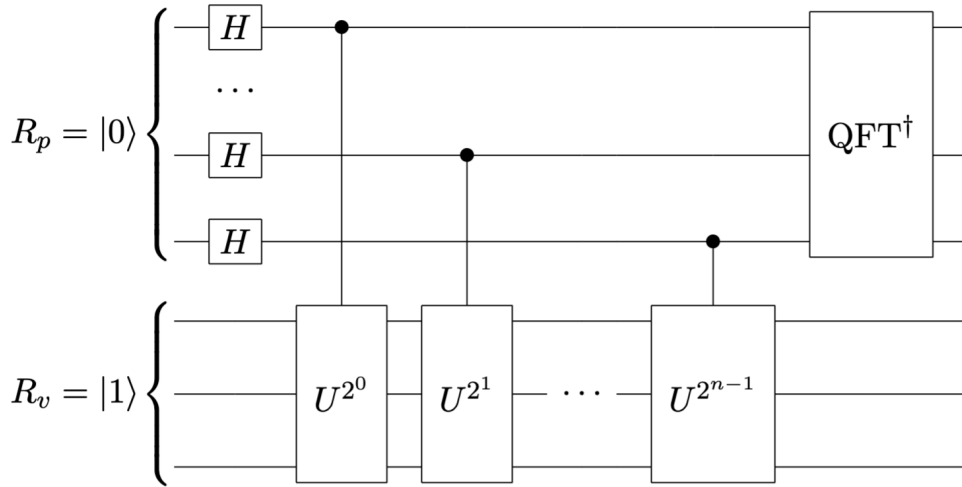 H
⋯
R_p = |0⟩
H
QFT†
H
R_v = |1⟩
U^{2^0}
U^{2^1}
⋯
U^{2^{n-1}}